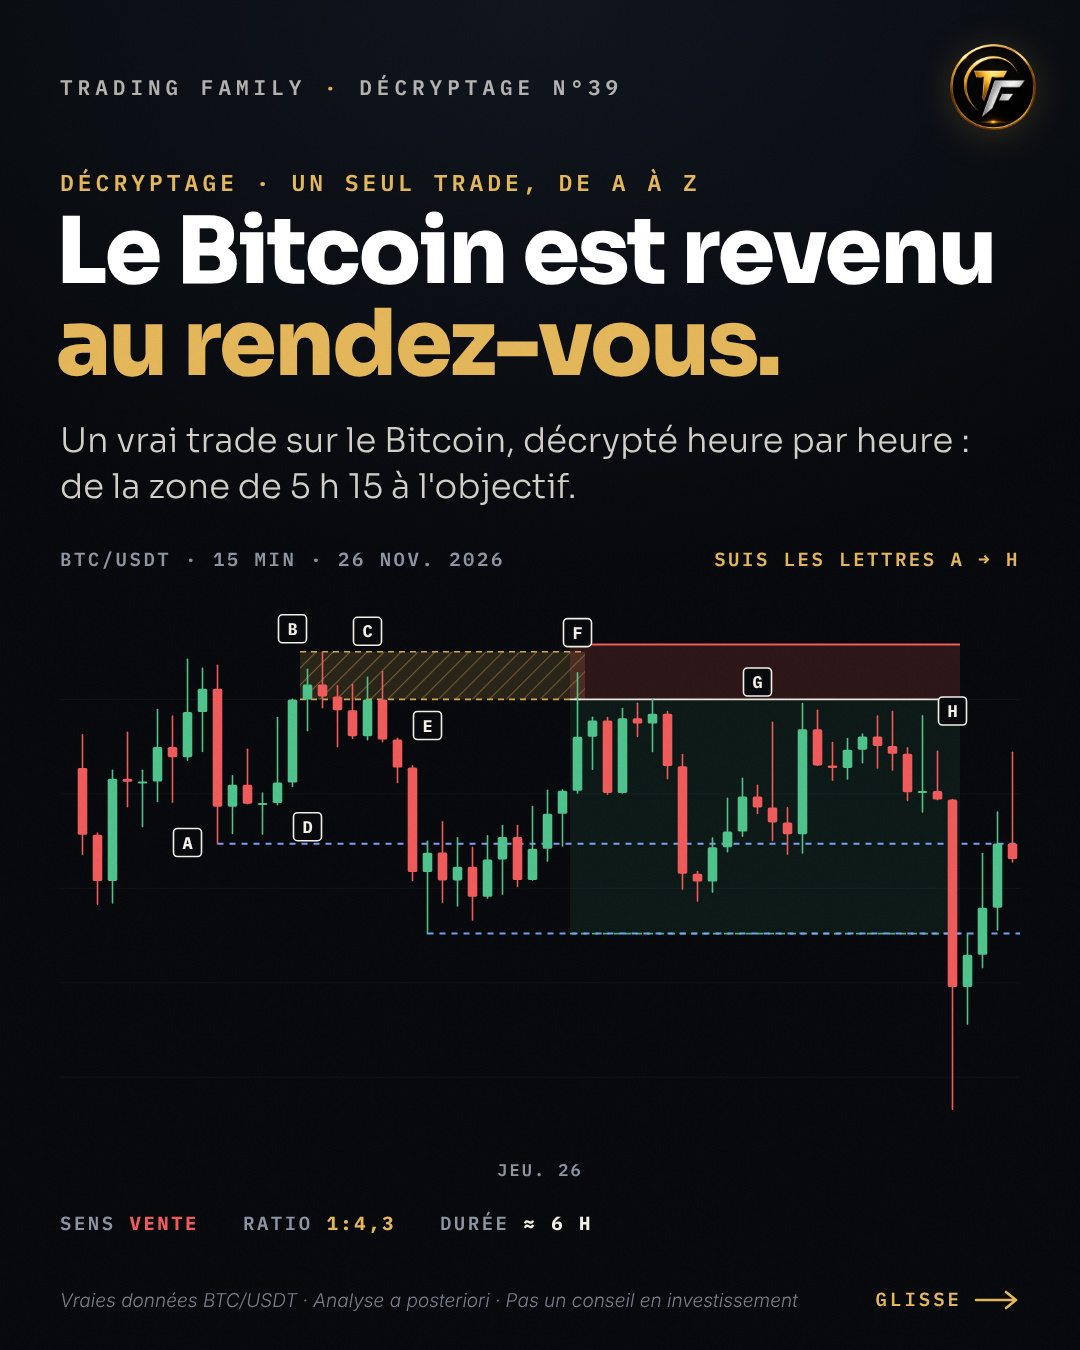 TRADING FAMILY · DÉCRYPTAGE N°39
TF
DÉCRYPTAGE · UN SEUL TRADE, DE A À Z
Le Bitcoin est revenu
au rendez-vous.
Un vrai trade sur le Bitcoin, décrypté heure par heure :
de la zone de 5 h 15 à l'objectif.
BTC/USDT · 15 MIN · 26 NOV. 2026
SUIS LES LETTRES A → H
B
C
F
G
H
E
D
A
JEU. 26
SENS VENTE RATIO 1:4,3 DURÉE ≈ 6 H
Vraies données BTC/USDT · Analyse a posteriori · Pas un conseil en investissement
GLISSE →